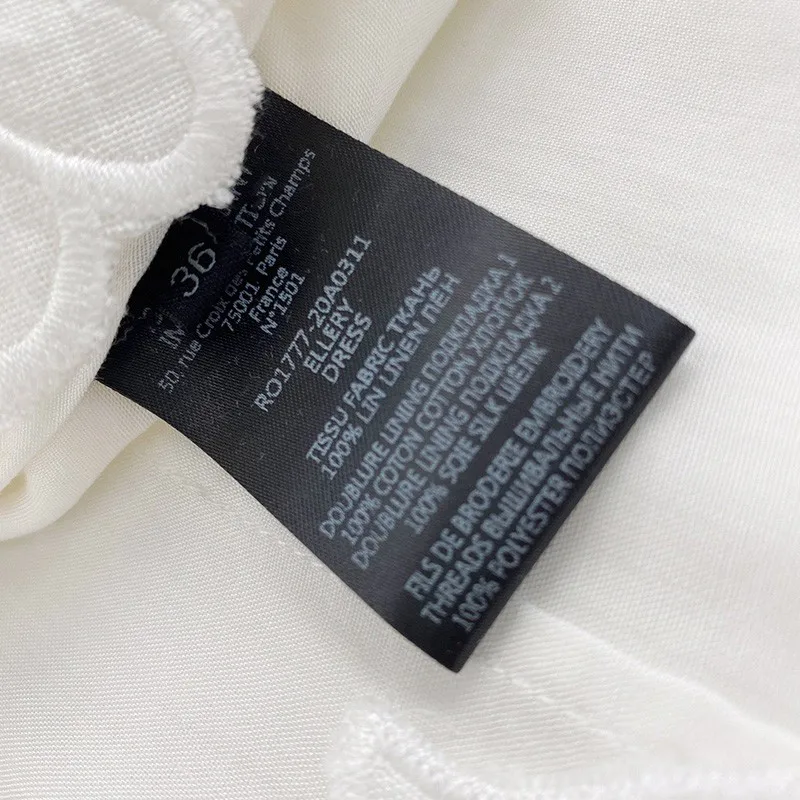 36
50, rue Croix des Petits Champs
75001 Paris
France
N°1501
RO1777-20A0311
ELLERY
DRESS
TISSU FABRIC ТКАНЬ
100% LIN LINEN ЛЕН
DOUBLURE LINING ПОДКЛАДКА 1
100% COTON COTTON ХЛОПОК
DOUBLURE LINING ПОДКЛАДКА 2
100% SOIE SILK ШЕЛК
FILS DE BRODERIE EMBROIDERY
THREADS ВЫШИВАЛЬНЫЕ НИТИ
100% POLYESTER ПОЛИЭСТЕР